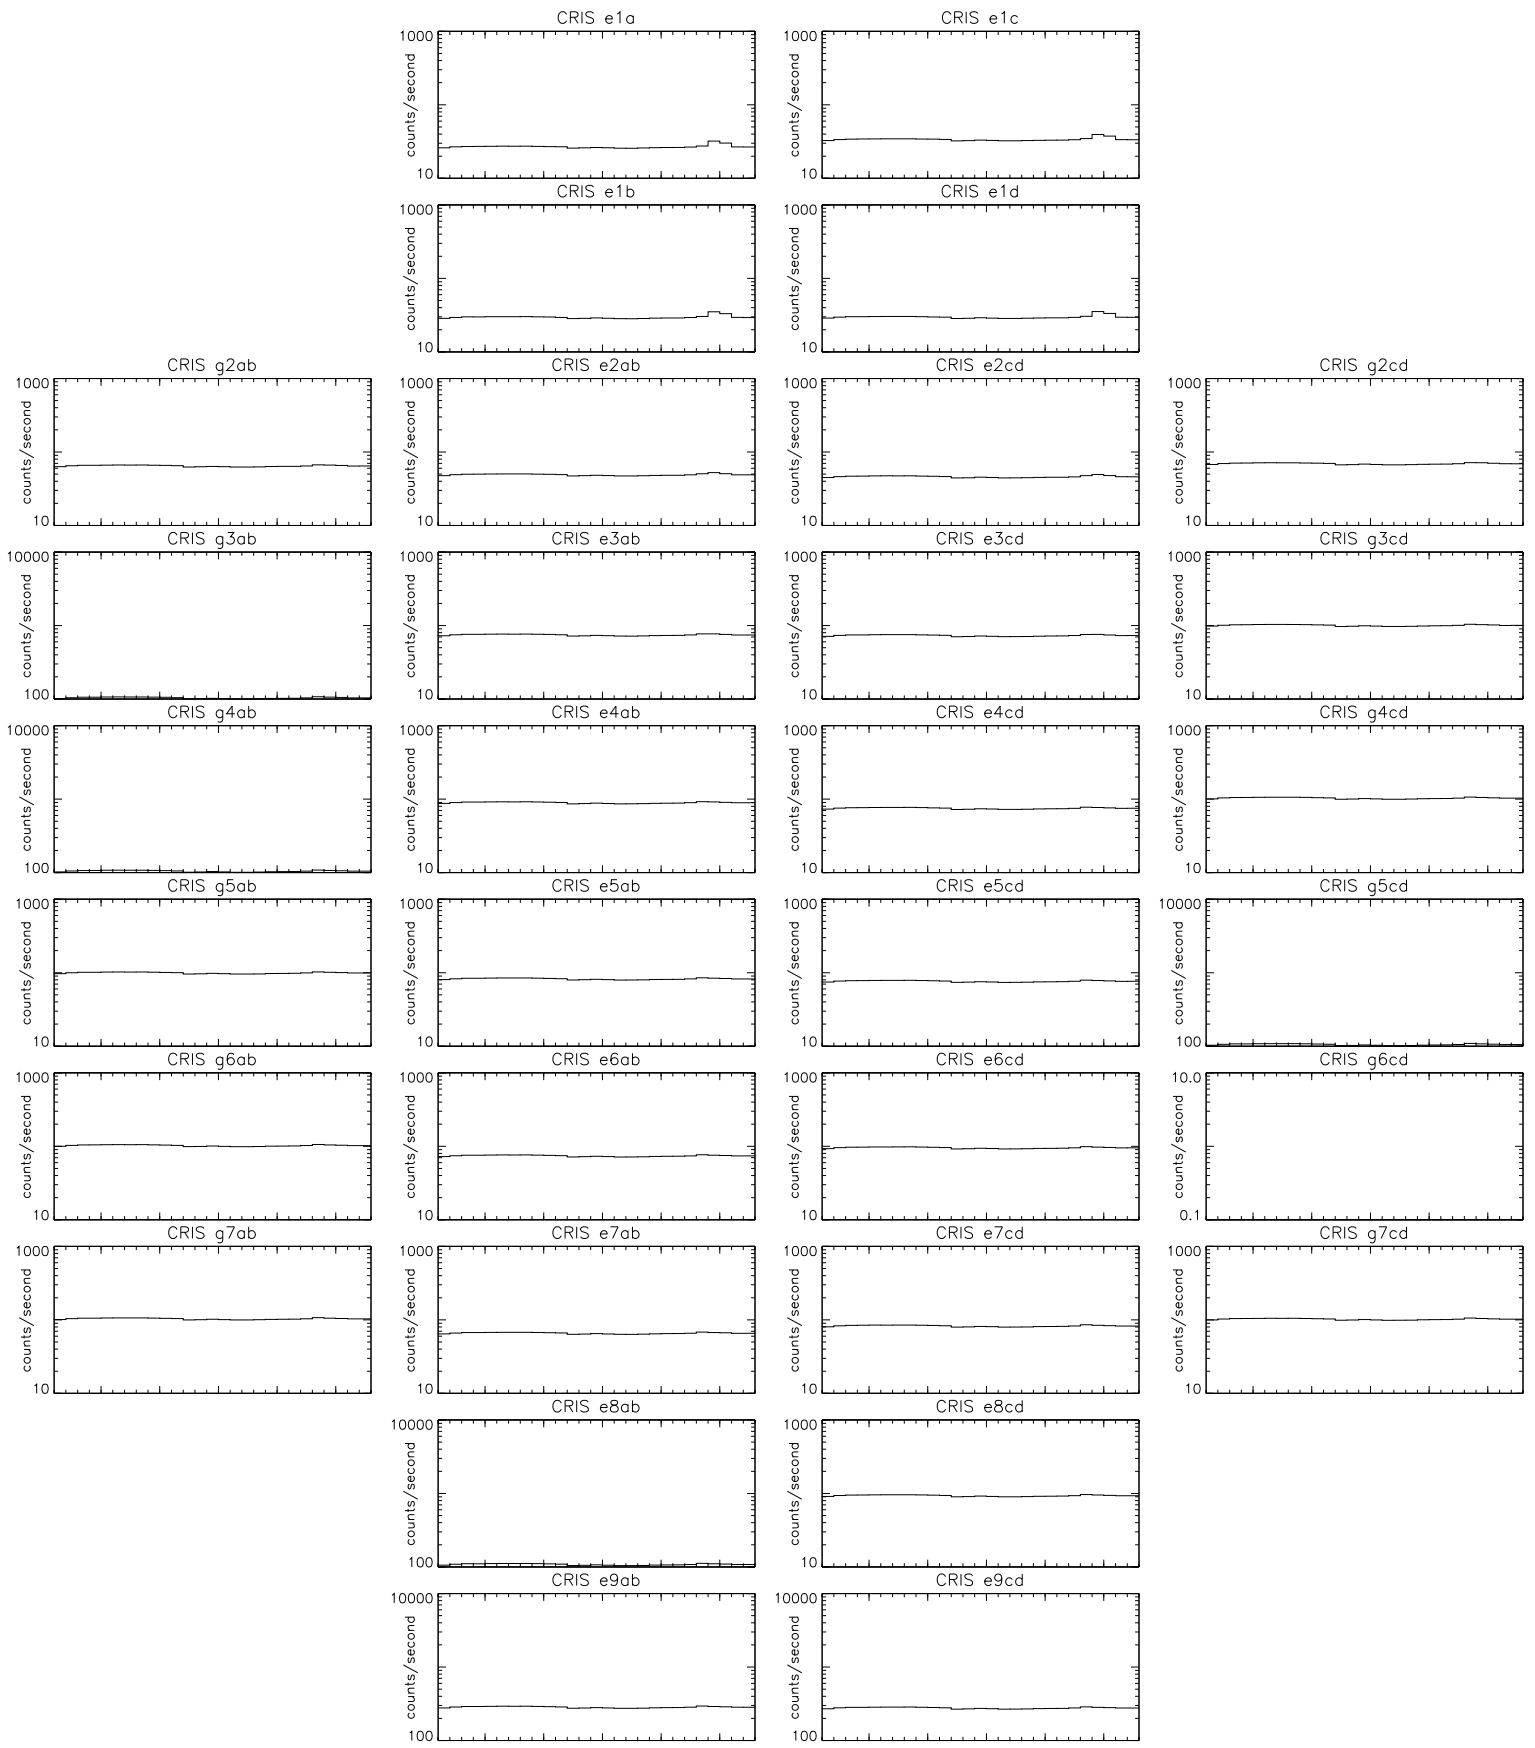 CRIS e1a
1000
counts/second
10
CRIS e1c
1000
counts/second
10
CRIS e1b
1000
counts/second
10
CRIS e1d
1000
counts/second
10
CRIS g2ab
1000
counts/second
10
CRIS e2ab
1000
counts/second
10
CRIS e2cd
1000
counts/second
10
CRIS g2cd
1000
counts/second
10
CRIS g3ab
10000
counts/second
100
CRIS e3ab
1000
counts/second
10
CRIS e3cd
1000
counts/second
10
CRIS g3cd
1000
counts/second
10
CRIS g4ab
10000
counts/second
100
CRIS e4ab
1000
counts/second
10
CRIS e4cd
1000
counts/second
10
CRIS g4cd
1000
counts/second
10
CRIS g5ab
1000
counts/second
10
CRIS e5ab
1000
counts/second
10
CRIS e5cd
1000
counts/second
10
CRIS g5cd
10000
counts/second
100
CRIS g6ab
1000
counts/second
10
CRIS e6ab
1000
counts/second
10
CRIS e6cd
1000
counts/second
10
CRIS g6cd
10.0
counts/second
0.1
CRIS g7ab
1000
counts/second
10
CRIS e7ab
1000
counts/second
10
CRIS e7cd
1000
counts/second
10
CRIS g7cd
1000
counts/second
10
CRIS e8ab
10000
counts/second
100
CRIS e8cd
1000
counts/second
10
CRIS e9ab
10000
counts/second
100
CRIS e9cd
10000
counts/second
100